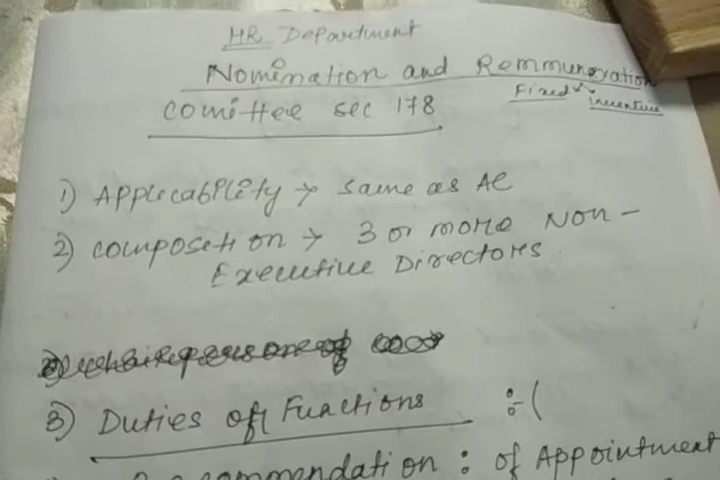 HR Department
Nomination and Remmuneration
Fixed Incentive
Comittee sec 178
1) Applicability → same as AC
2) composition → 3 or more Non-
Executive Directors
3) Duties of Functions :-(
Recommendation : of Appointment